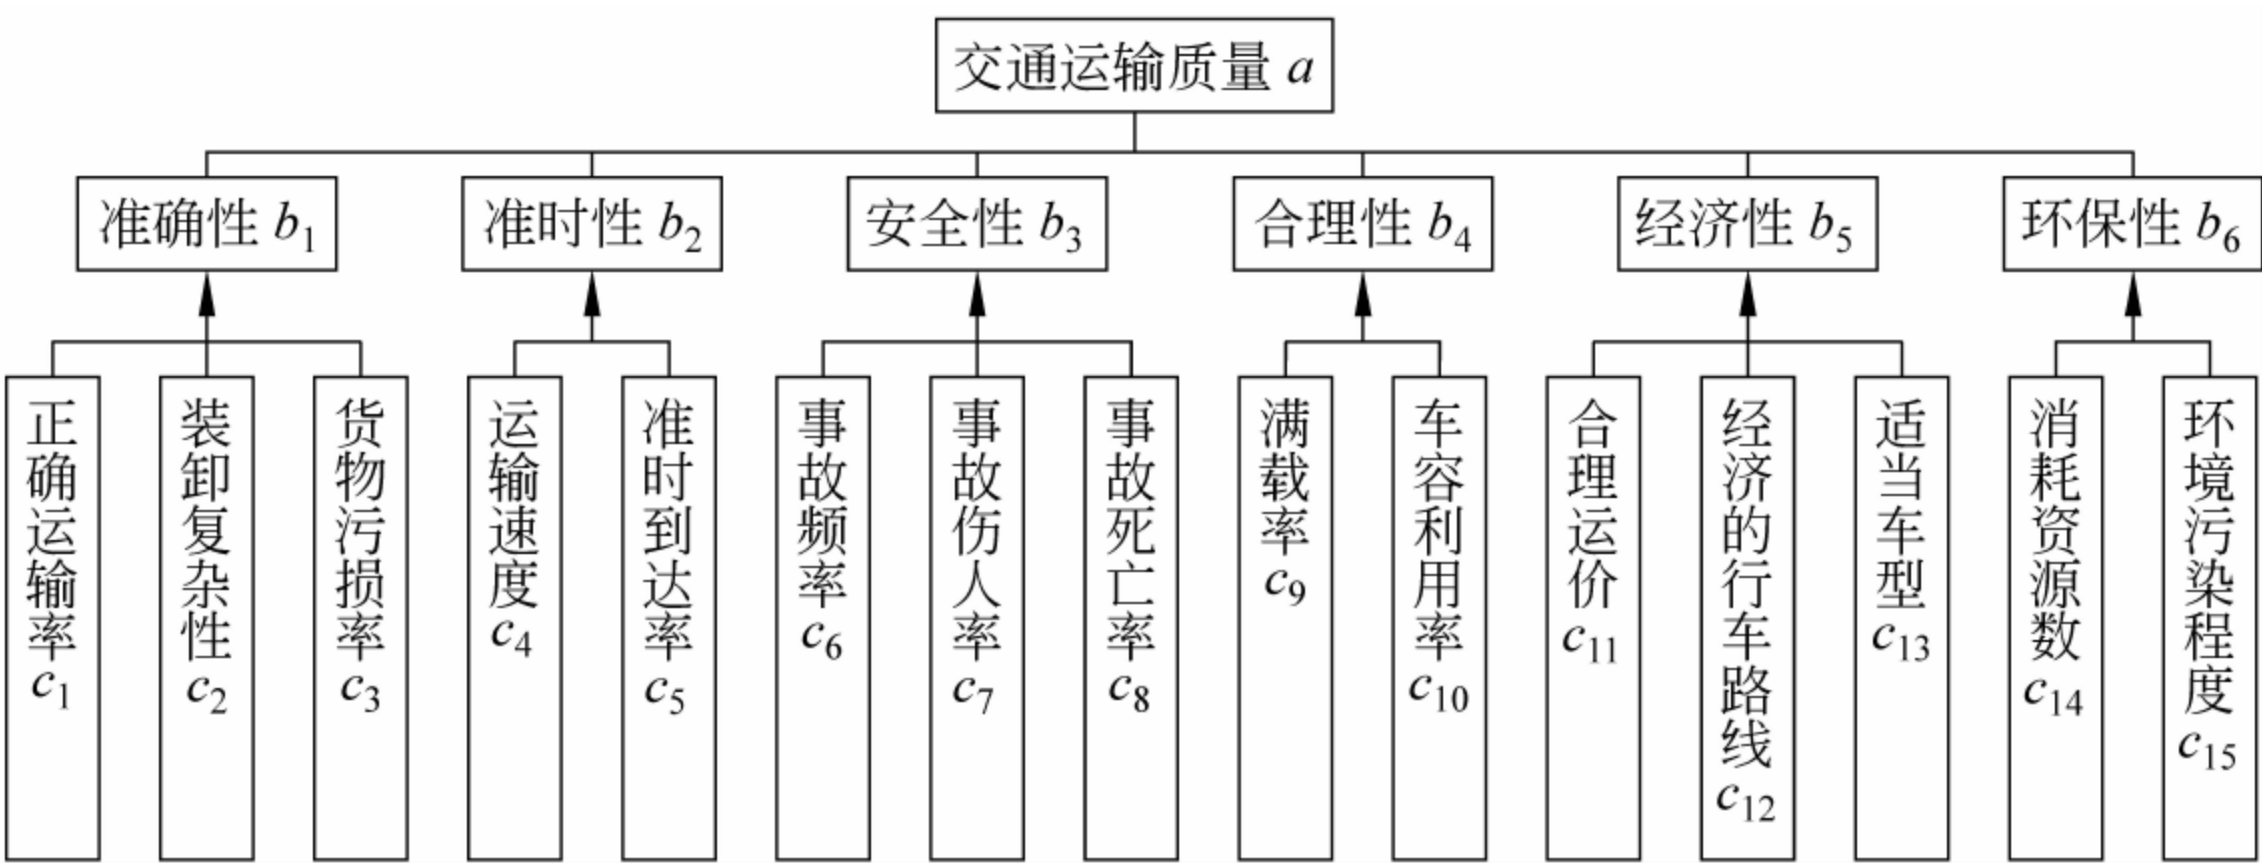 交通运输质量 a
准确性 b1
准时性 b2
安全性 b3
合理性 b4
经济性 b5
环保性 b6
正确运输率 c1
装卸复杂性 c2
货物污损率 c3
运输速度 c4
准时到达率 c5
事故频率 c6
事故伤人率 c7
事故死亡率 c8
满载率 c9
车容利用率 c10
合理运价 c11
经济的行车路线 c12
适当车型 c13
消耗资源数 c14
环境污染程度 c15